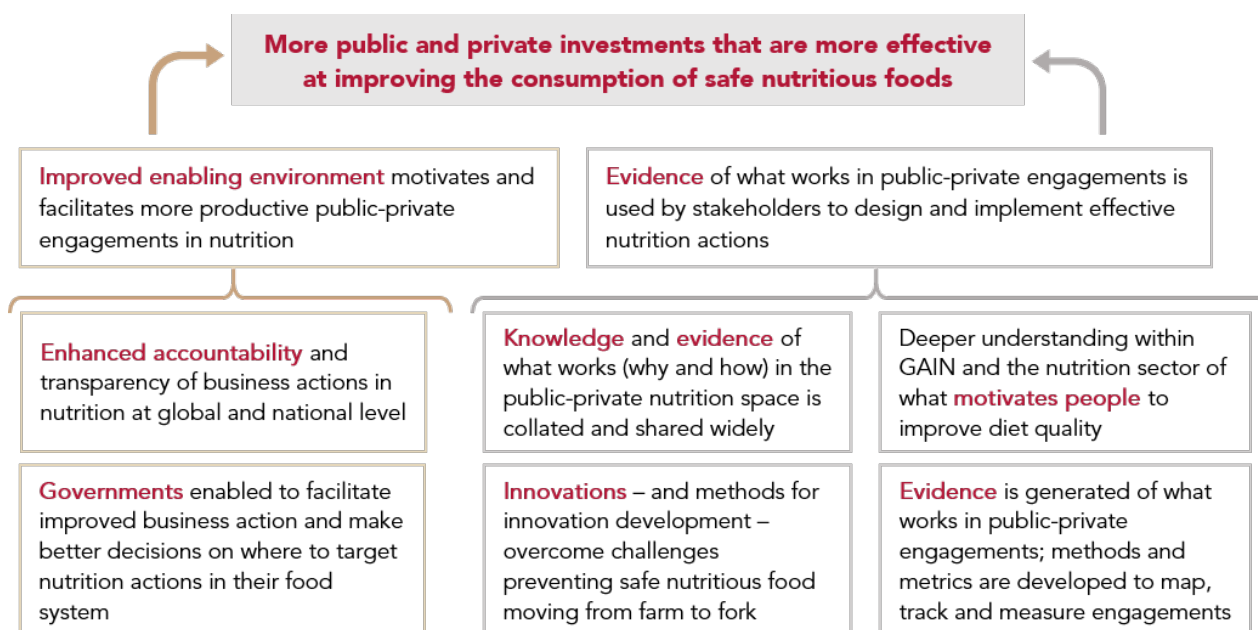 More public and private investments that are more effective
at improving the consumption of safe nutritious foods
Improved enabling environment motivates and
facilitates more productive public-private
engagements in nutrition
Evidence of what works in public-private engagements is
used by stakeholders to design and implement effective
nutrition actions
Enhanced accountability and
transparency of business actions in
nutrition at global and national level
Knowledge and evidence of
what works (why and how) in the
public-private nutrition space is
collated and shared widely
Deeper understanding within
GAIN and the nutrition sector of
what motivates people to
improve diet quality
Governments enabled to facilitate
improved business action and make
better decisions on where to target
nutrition actions in their food
system
Innovations – and methods for
innovation development –
overcome challenges
preventing safe nutritious food
moving from farm to fork
Evidence is generated of what
works in public-private
engagements; methods and
metrics are developed to map,
track and measure engagements